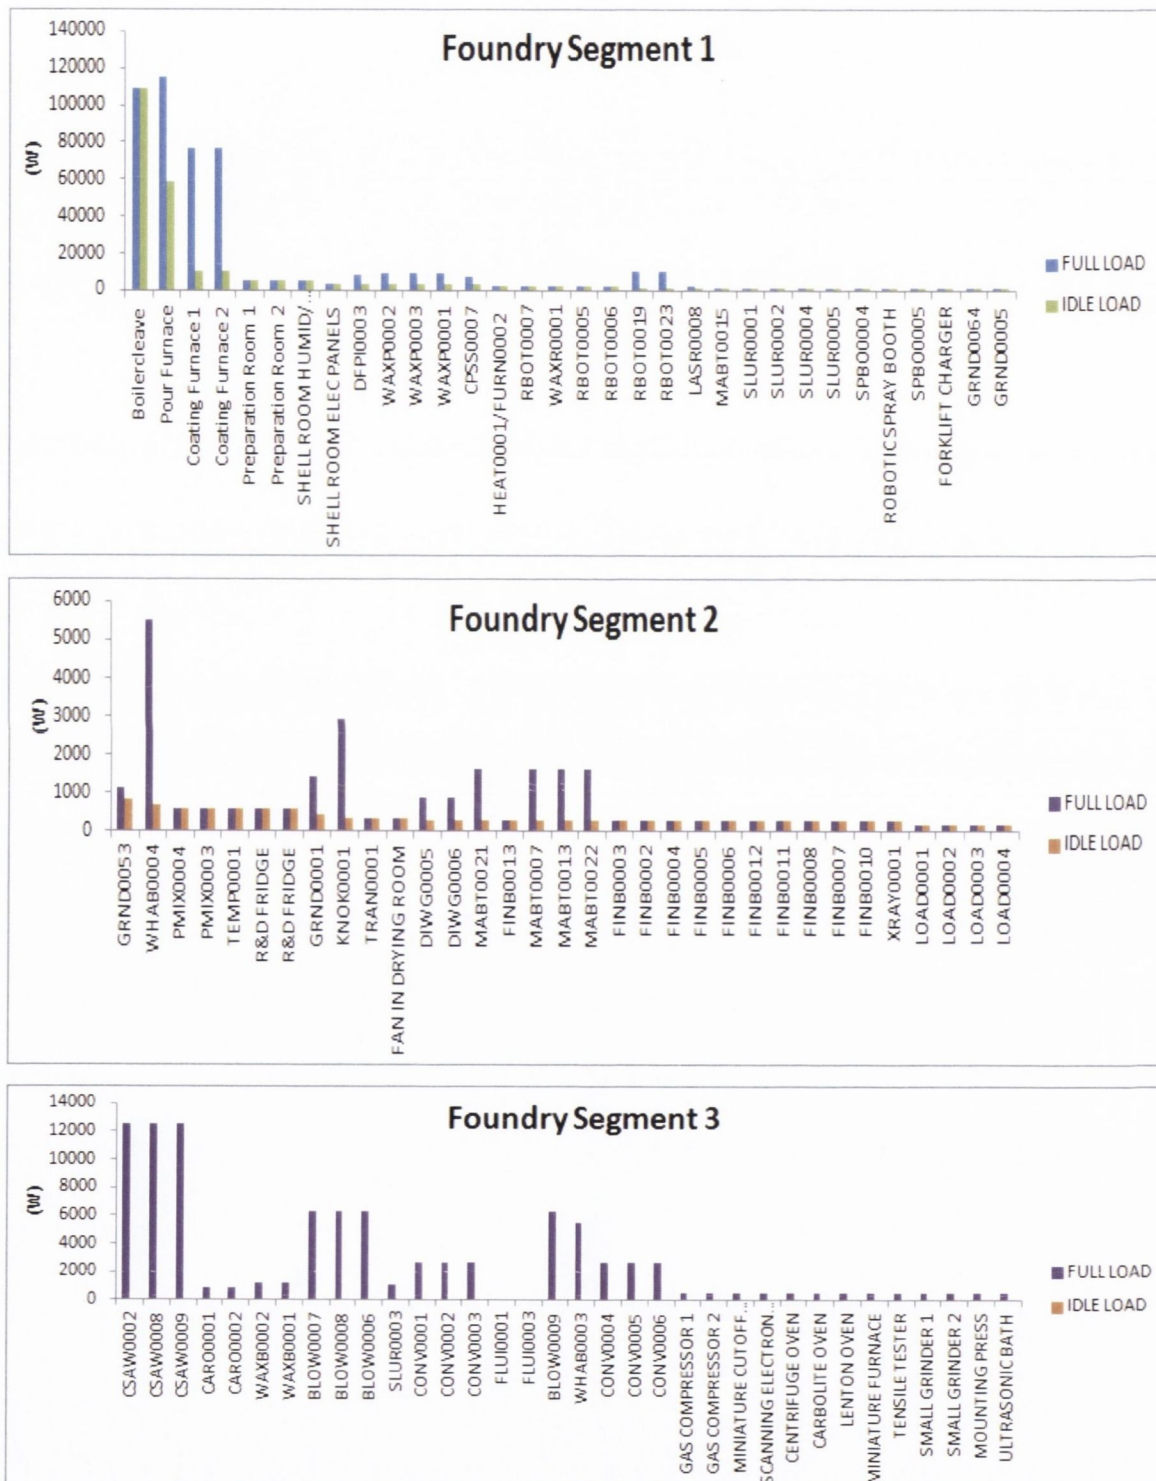 Foundry Segment 1
140000
120000
100000
80000
60000
40000
20000
0
(W)
FULL LOAD
IDLE LOAD
Boilercleave
Pour Furnace
Coating Furnace 1
Coating Furnace 2
Preparation Room 1
Preparation Room 2
SHELL ROOM HUMID/...
SHELL ROOM ELEC PANELS
DFPI0003
WAXP0002
WAXP0003
WAXP0001
CPSS0007
HEAT0001/FURN0002
RBOT0007
WAXR0001
RBOT0005
RBOT0006
RBOT0019
RBOT0023
LASR0008
MABT0015
SLUR0001
SLUR0002
SLUR0004
SLUR0005
SPBO0004
ROBOTIC SPRAY BOOTH
SPBO0005
FORKLIFT CHARGER
GRND0064
GRND0005
Foundry Segment 2
6000
5000
4000
3000
2000
1000
0
(W)
FULL LOAD
IDLE LOAD
GRND0053
WHAB0004
PMIX0004
PMIX0003
TEMP0001
R&D FRIDGE
R&D FRIDGE
GRND0001
KNOK0001
TRAN0001
FAN IN DRYING ROOM
DIWG0005
DIWG0006
MABT0021
FINB0013
MABT0007
MABT0013
MABT0022
FINB0003
FINB0002
FINB0004
FINB0005
FINB0006
FINB0012
FINB0011
FINB0008
FINB0007
FINB0010
XRAY0001
LOAD0001
LOAD0002
LOAD0003
LOAD0004
Foundry Segment 3
14000
12000
10000
8000
6000
4000
2000
0
(W)
FULL LOAD
IDLE LOAD
CSAW0002
CSAW0008
CSAW0009
CARO0001
CARO0002
WAXB0002
WAXB0001
BLOW0007
BLOW0008
BLOW0006
SLUR0003
CONV0001
CONV0002
CONV0003
FLUI0001
FLUI0003
BLOW0009
WHAB0003
CONV0004
CONV0005
CONV0006
GAS COMPRESSOR 1
GAS COMPRESSOR 2
MINIATURE CUTOFF...
SCANNING ELECTRON...
CENTRIFUGE OVEN
CARBOLITE OVEN
LENTON OVEN
MINIATURE FURNACE
TENSILE TESTER
SMALL GRINDER 1
SMALL GRINDER 2
MOUNTING PRESS
ULTRASONIC BATH